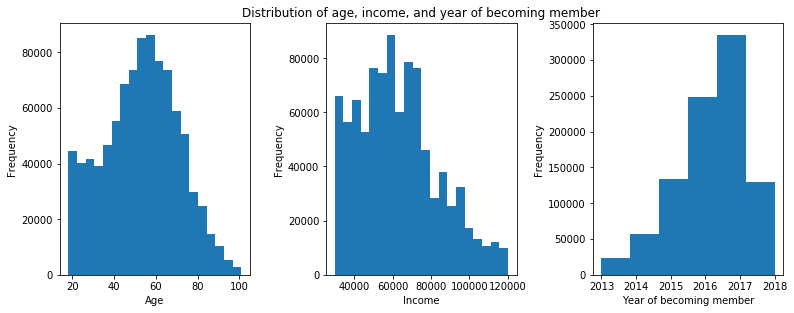 Distribution of age, income, and year of becoming member
80000
60000
40000
20000
0
Frequency
20 40 60 80 100
Age
80000
60000
40000
20000
0
Frequency
40000 60000 80000 100000 120000
Income
350000
300000
250000
200000
150000
100000
50000
0
Frequency
2013 2014 2015 2016 2017 2018
Year of becoming member